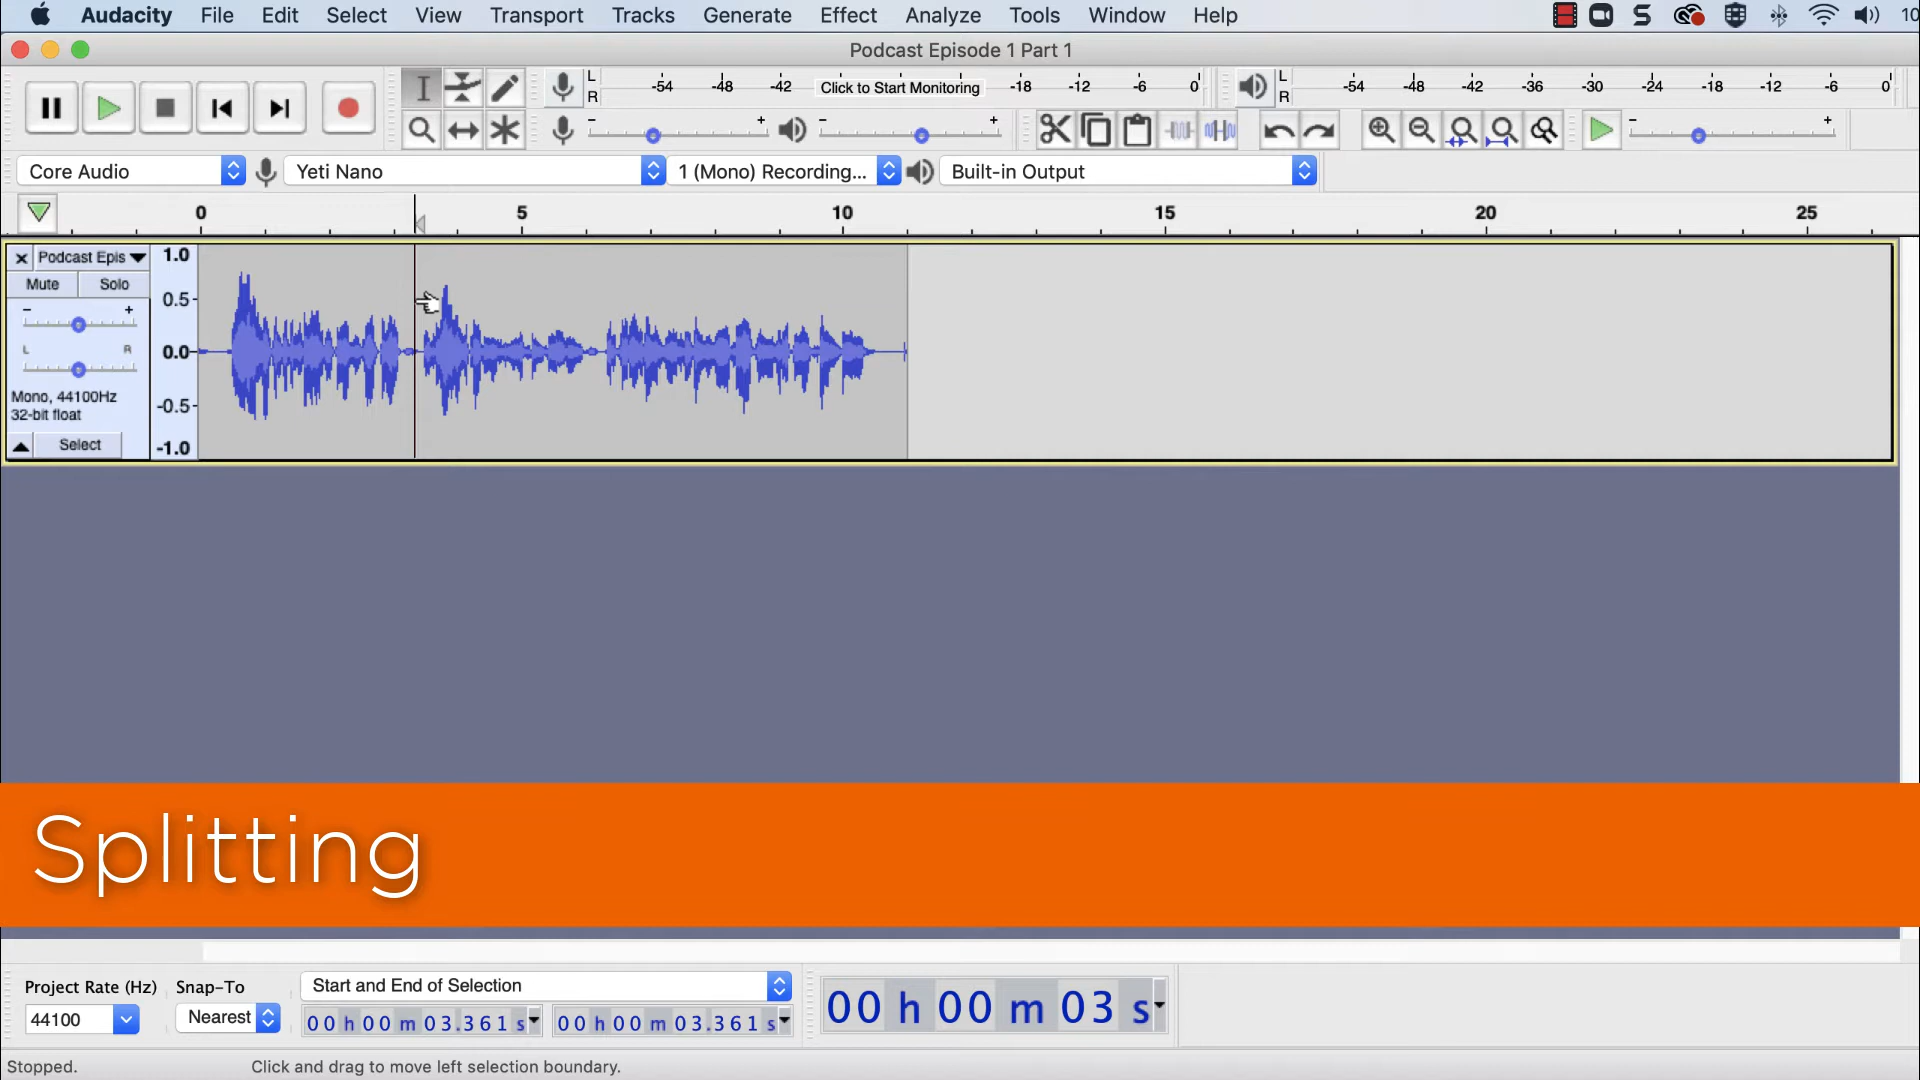 Audacity File Edit Select View Transport Tracks Generate Effect Analyze Tools Window Help 10
Podcast Episode 1 Part 1
L R -54 -48 -42 Click to Start Monitoring -18 -12 -6 0
L R -54 -48 -42 -36 -30 -24 -18 -12 -6 0
- + - + - +
Core Audio Yeti Nano 1 (Mono) Recording... Built-in Output
0 5 10 15 20 25
Podcast Epis 1.0
Mute Solo
- + 0.5
L R 0.0
Mono, 44100Hz
32-bit float -0.5
Select -1.0
Splitting
Project Rate (Hz) Snap-To Start and End of Selection
44100 Nearest 00 h 00 m 03.361 s 00 h 00 m 03.361 s 00 h 00 m 03 s
Stopped. Click and drag to move left selection boundary.